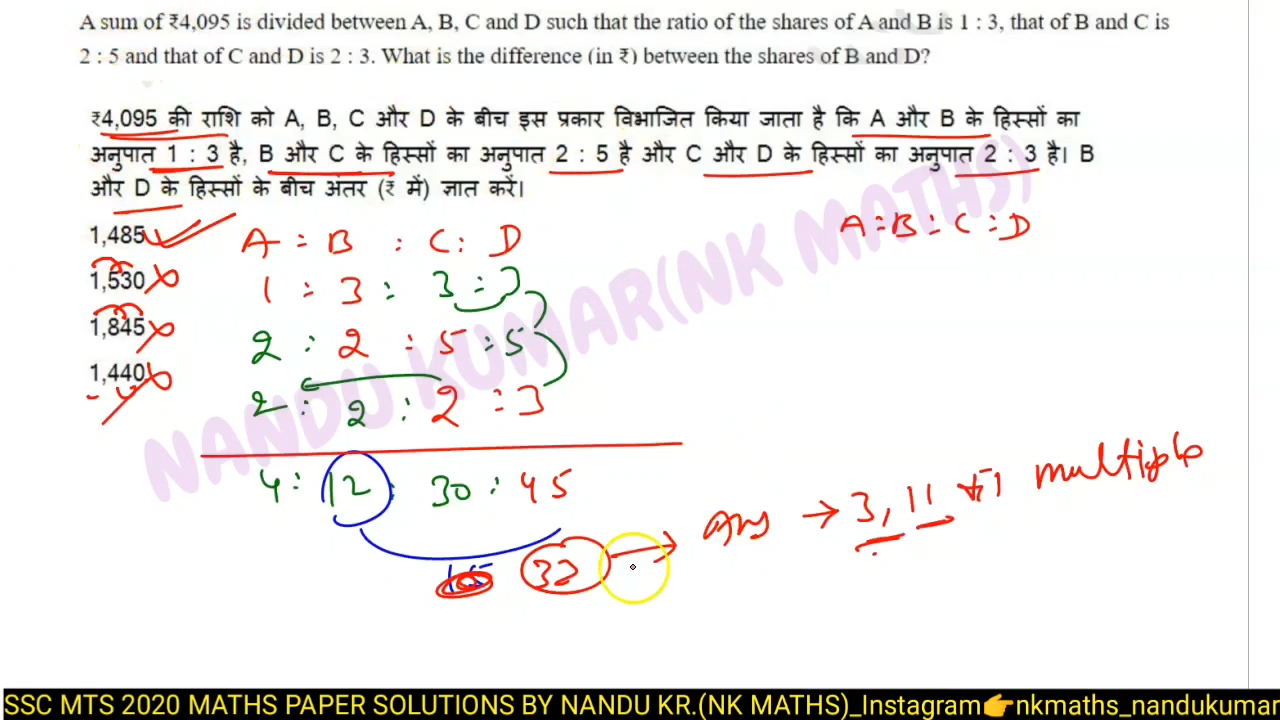 A sum of ₹4,095 is divided between A, B, C and D such that the ratio of the shares of A and B is 1 : 3, that of B and C is
2 : 5 and that of C and D is 2 : 3. What is the difference (in ₹) between the shares of B and D?
₹4,095 की राशि को A, B, C और D के बीच इस प्रकार विभाजित किया जाता है कि A और B के हिस्सों का
अनुपात 1 : 3 है, B और C के हिस्सों का अनुपात 2 : 5 है और C और D के हिस्सों का अनुपात 2 : 3 है। B
और D के हिस्सों के बीच अंतर (₹ में) ज्ञात करें।
1,485
1,530
1,845
1,440
A : B : C : D
1 : 3 : 3 : 3
2 : 2 : 5 : 5
2 : 2 : 2 : 3
4 : 12 : 30 : 45
33 → Ans → 3, 11 का multiple
A : B : C : D
NANDU KUMAR(NK MATHS)
SSC MTS 2020 MATHS PAPER SOLUTIONS BY NANDU KR.(NK MATHS)_Instagram👉nkmaths_nandukumar